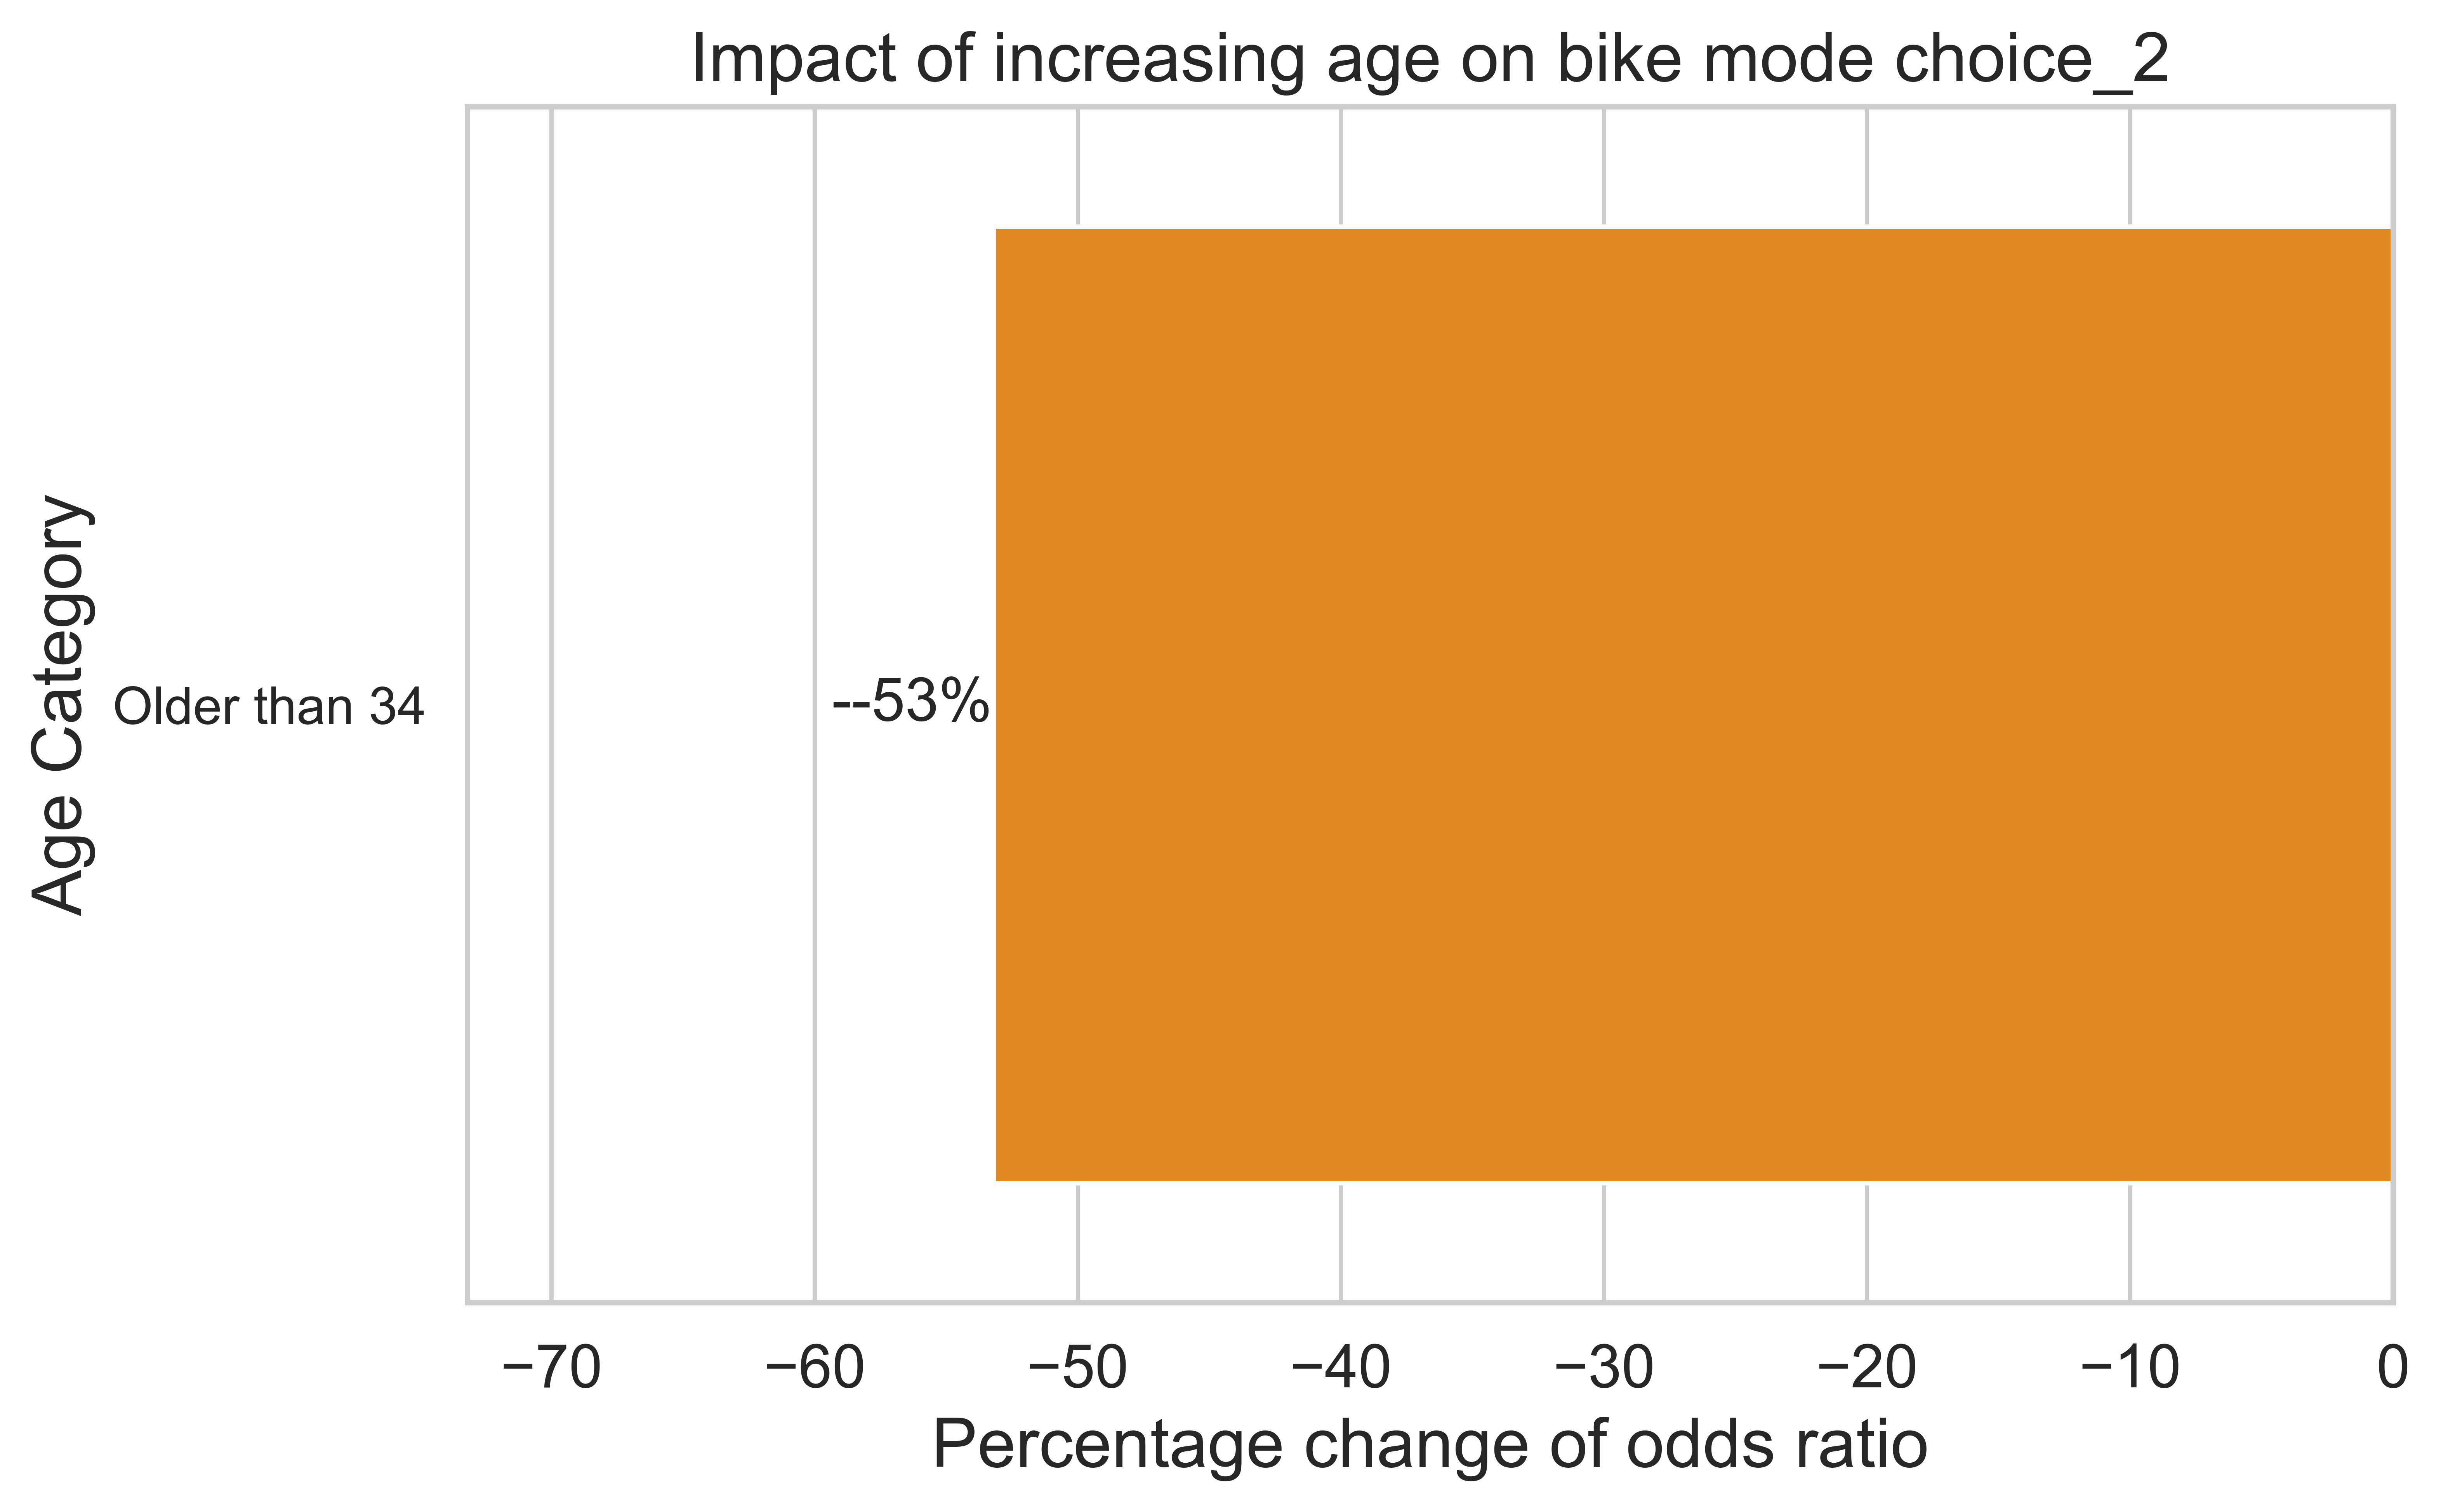 Impact of increasing age on bike mode choice_2
Age Category
Older than 34
--53%
−70 −60 −50 −40 −30 −20 −10 0
Percentage change of odds ratio